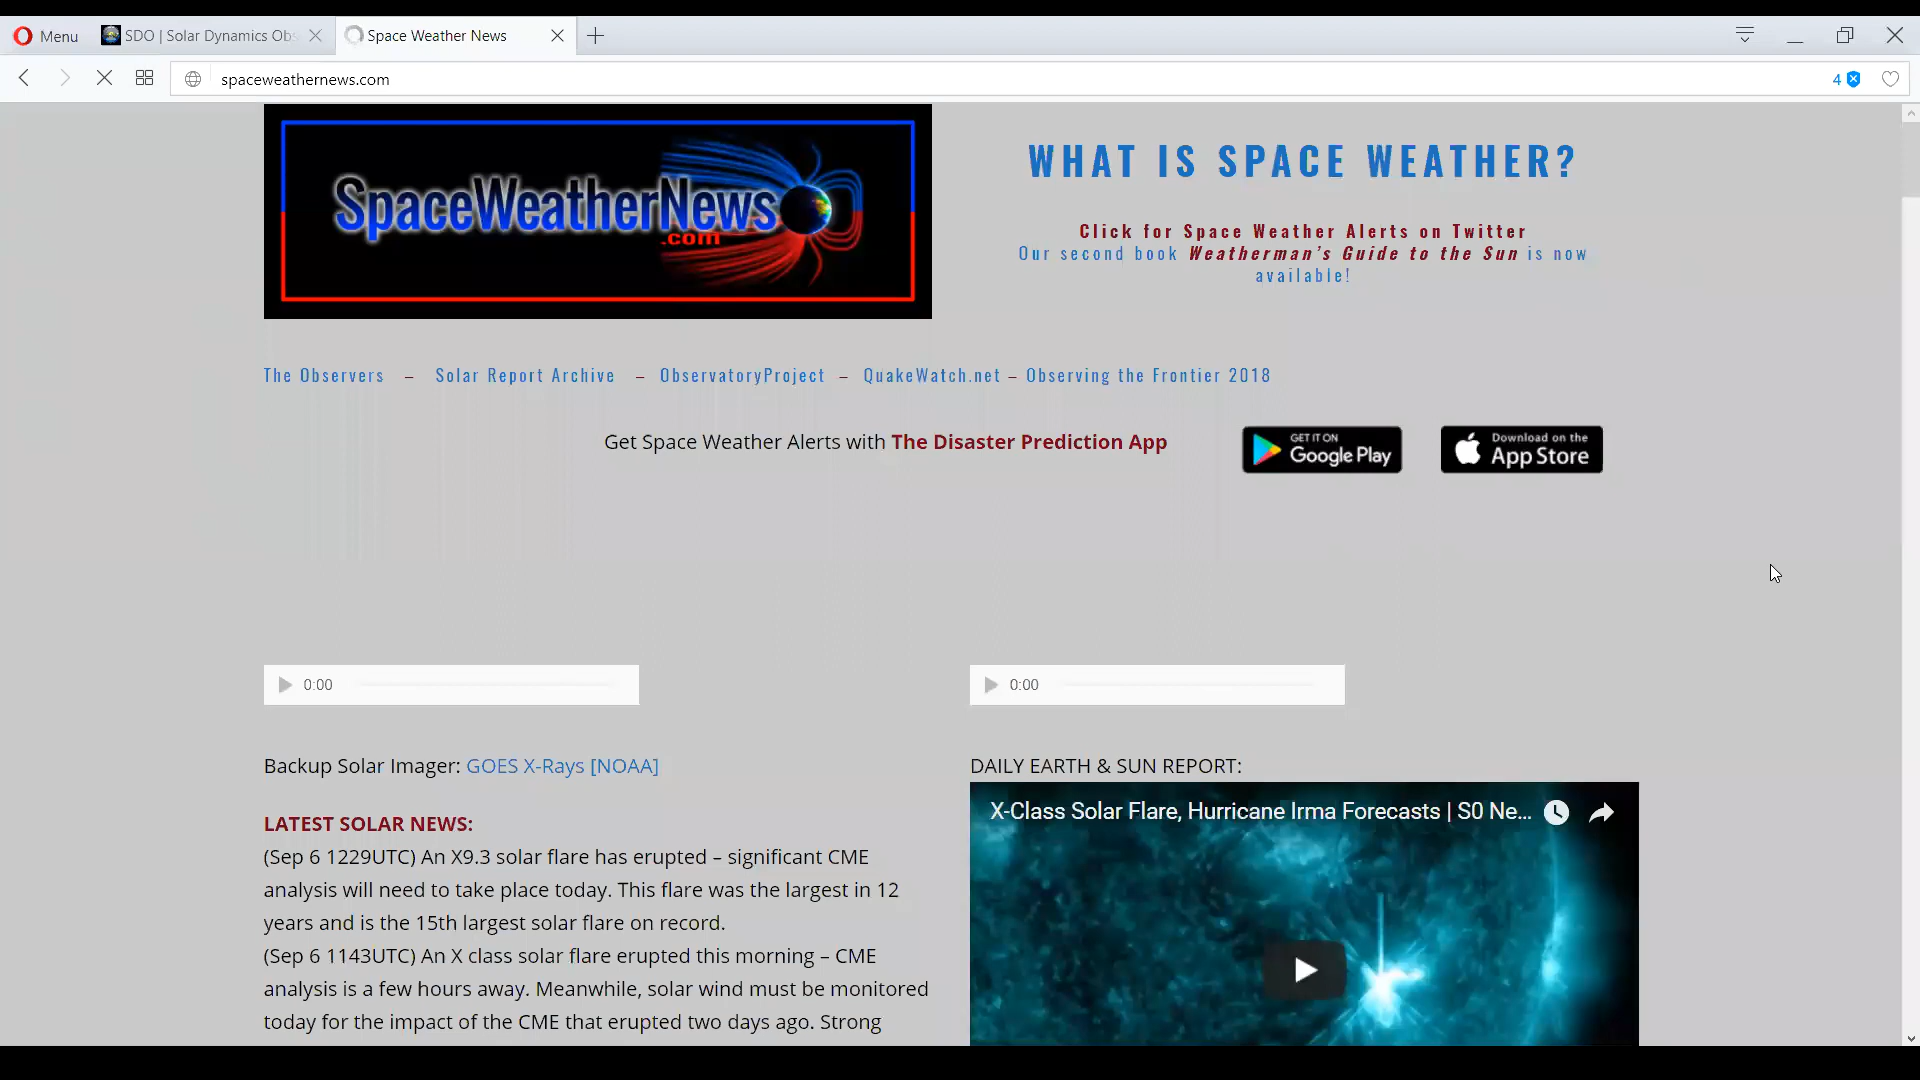 Menu
SDO | Solar Dynamics Obs
Space Weather News
spaceweathernews.com
4
SpaceWeatherNews
.com
WHAT IS SPACE WEATHER?
Click for Space Weather Alerts on Twitter
Our second book Weatherman's Guide to the Sun is now
available!
The Observers – Solar Report Archive – ObservatoryProject – QuakeWatch.net – Observing the Frontier 2018
Get Space Weather Alerts with The Disaster Prediction App
GET IT ON
Google Play
Download on the
App Store
0:00
0:00
Backup Solar Imager: GOES X-Rays [NOAA]
LATEST SOLAR NEWS:
(Sep 6 1229UTC) An X9.3 solar flare has erupted – significant CME
analysis will need to take place today. This flare was the largest in 12
years and is the 15th largest solar flare on record.
(Sep 6 1143UTC) An X class solar flare erupted this morning – CME
analysis is a few hours away. Meanwhile, solar wind must be monitored
today for the impact of the CME that erupted two days ago. Strong
DAILY EARTH & SUN REPORT:
X-Class Solar Flare, Hurricane Irma Forecasts | S0 Ne...